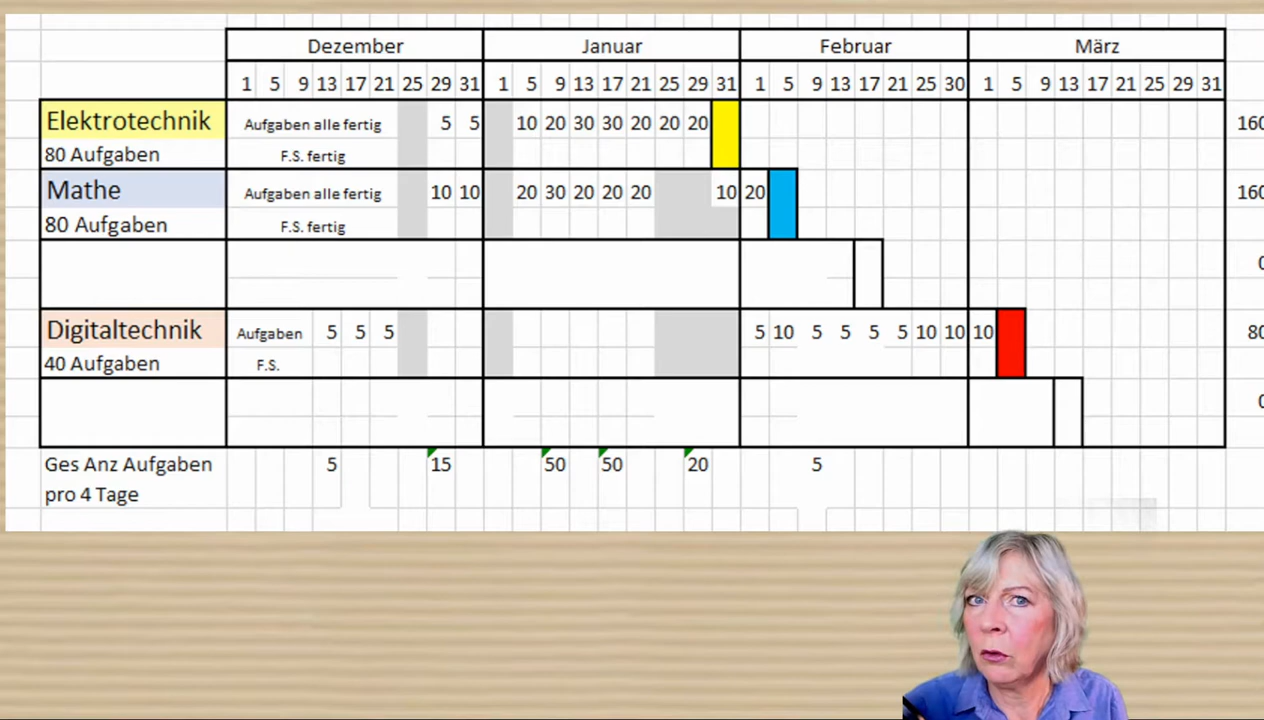 Dezember Januar Februar März
1 5 9 13 17 21 25 29 31 1 5 9 13 17 21 25 29 31 1 5 9 13 17 21 25 30 1 5 9 13 17 21 25 29 31
Elektrotechnik Aufgaben alle fertig 5 5 10 20 30 30 20 20 20 160
80 Aufgaben F.S. fertig
Mathe Aufgaben alle fertig 10 10 20 30 20 20 20 10 20 160
80 Aufgaben F.S. fertig
0
Digitaltechnik Aufgaben 5 5 5 5 10 5 5 5 5 10 10 10 80
40 Aufgaben F.S.
0
Ges Anz Aufgaben 5 15 50 50 20 5
pro 4 Tage